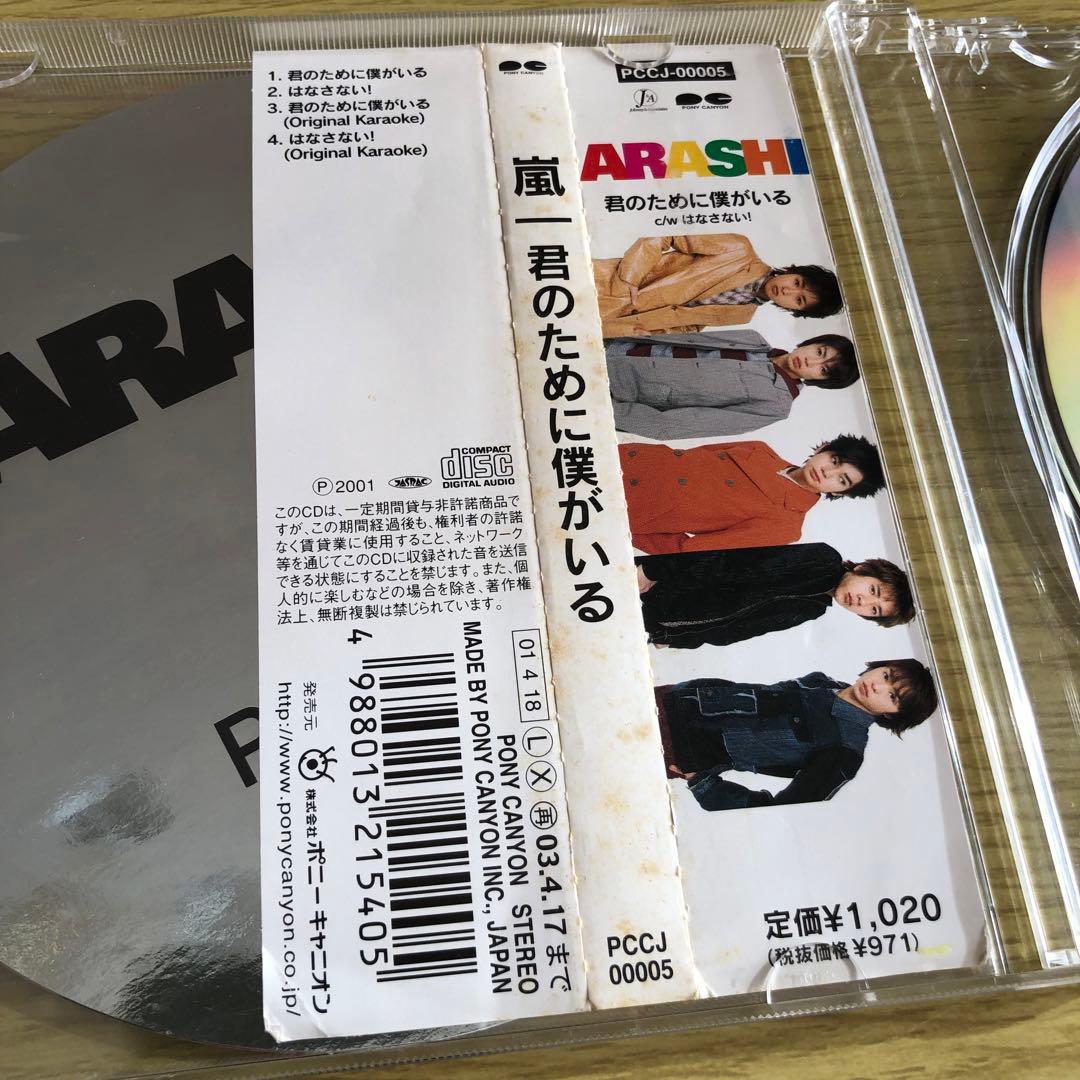 1. 君のために僕がいる
2. はなさない!
3. 君のために僕がいる
(Original Karaoke)
4. はなさない!
(Original Karaoke)
COMPACT
disc
DIGITAL AUDIO
Ⓟ2001
JASRAC
このCDは、一定期間貸与非許諾商品で
すが、この期間経過後も、権利者の許諾
なく賃貸業に使用すること、ネットワーク
等を通じてこのCDに収録された音を送信
できる状態にすることを禁じます。また、個
人的に楽しむなどの場合を除き、著作権
法上、無断複製は禁じられています。
4 988013 215405
発売元
株式会社 ポニーキャニオン
http://www.ponycanyon.co.jp/
01 4 18 Ⓛ Ⓧ ㊢03.4.17 まで
PONY CANYON STEREO
MADE BY PONY CANYON INC., JAPAN
PONY CANYON
嵐 | 君のために僕がいる
PCCJ
00005
PCCJ-00005
J&A
PONY CANYON
ARASHI
君のために僕がいる
c/w はなさない!
定価¥1,020
(税抜価格 ¥971)
ARA
P